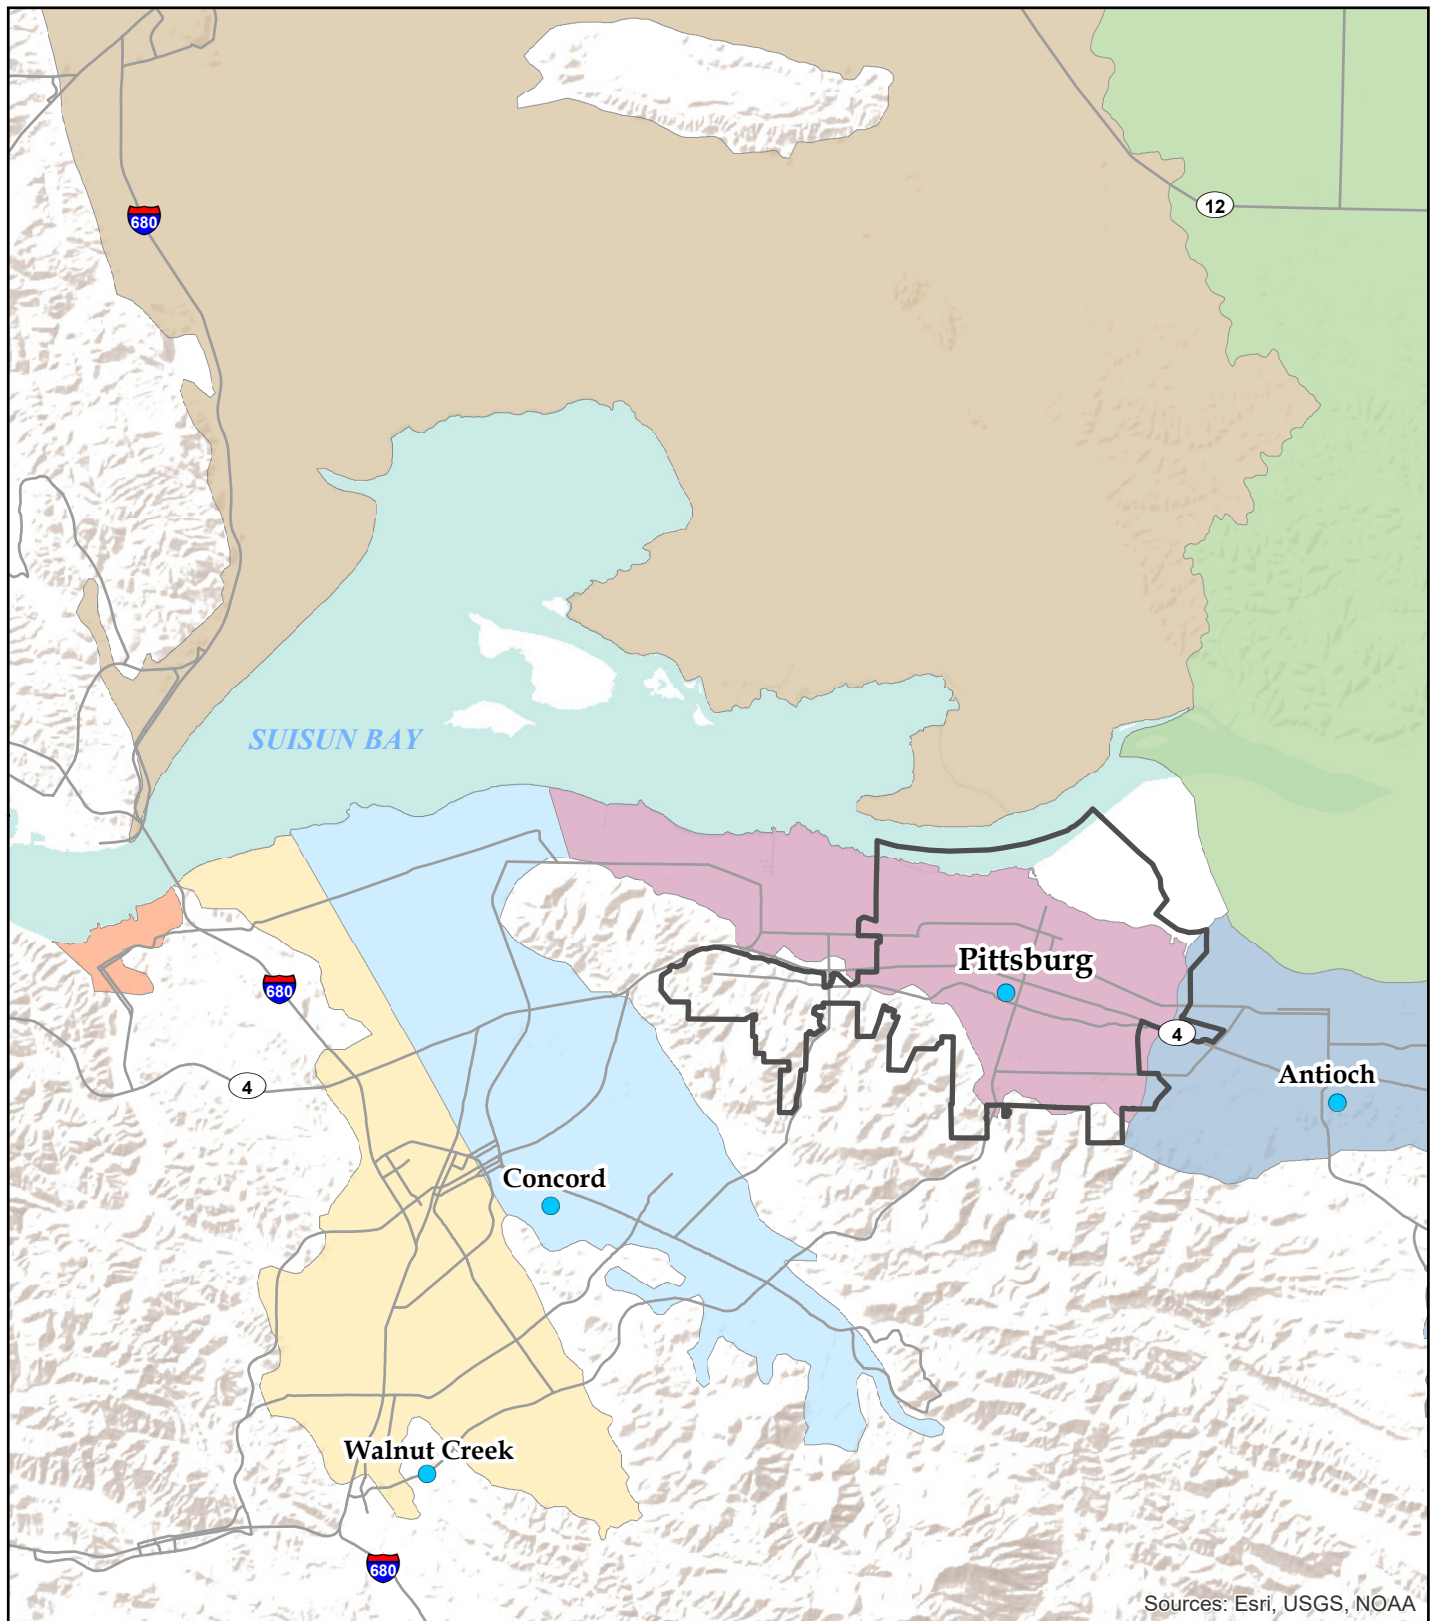 680
12
SUISUN BAY
Pittsburg
680
4
4
Antioch
Concord
Walnut Creek
680
Sources: Esri, USGS, NOAA